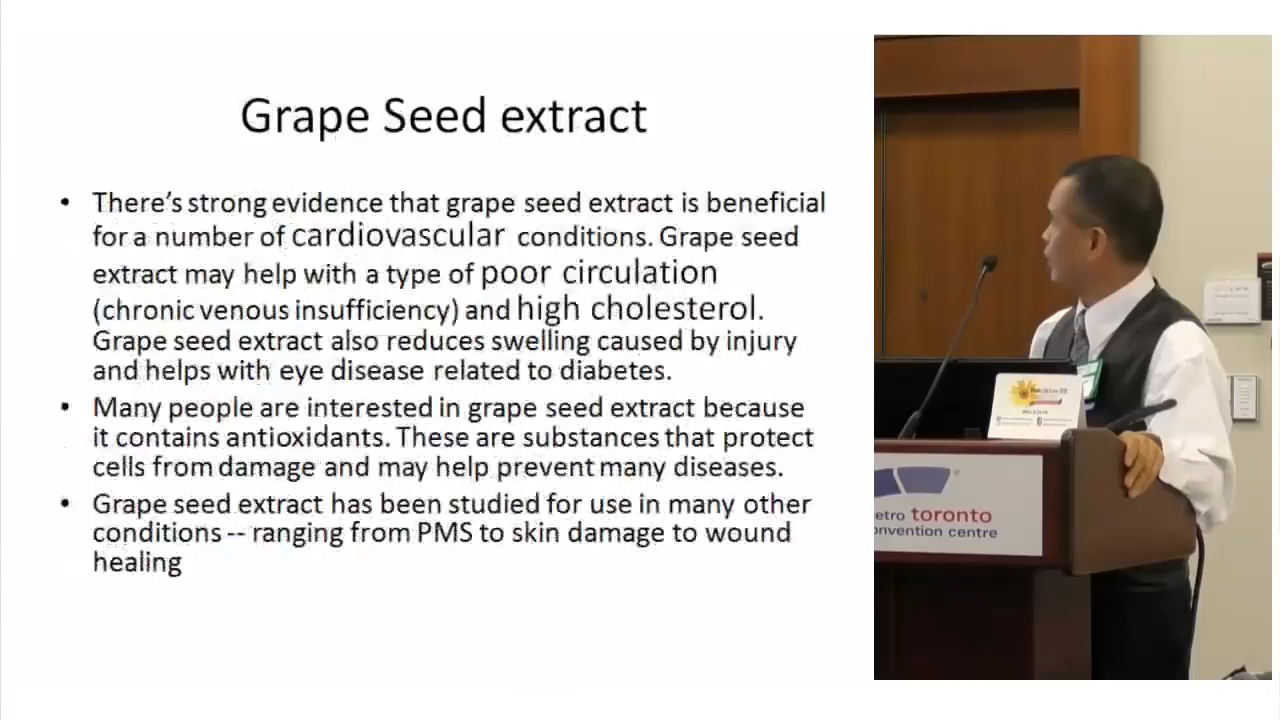 Grape Seed extract
• There's strong evidence that grape seed extract is beneficial
for a number of cardiovascular conditions. Grape seed
extract may help with a type of poor circulation
(chronic venous insufficiency) and high cholesterol.
Grape seed extract also reduces swelling caused by injury
and helps with eye disease related to diabetes.
• Many people are interested in grape seed extract because
it contains antioxidants. These are substances that protect
cells from damage and may help prevent many diseases.
• Grape seed extract has been studied for use in many other
conditions -- ranging from PMS to skin damage to wound
healing
etro toronto
onvention centre